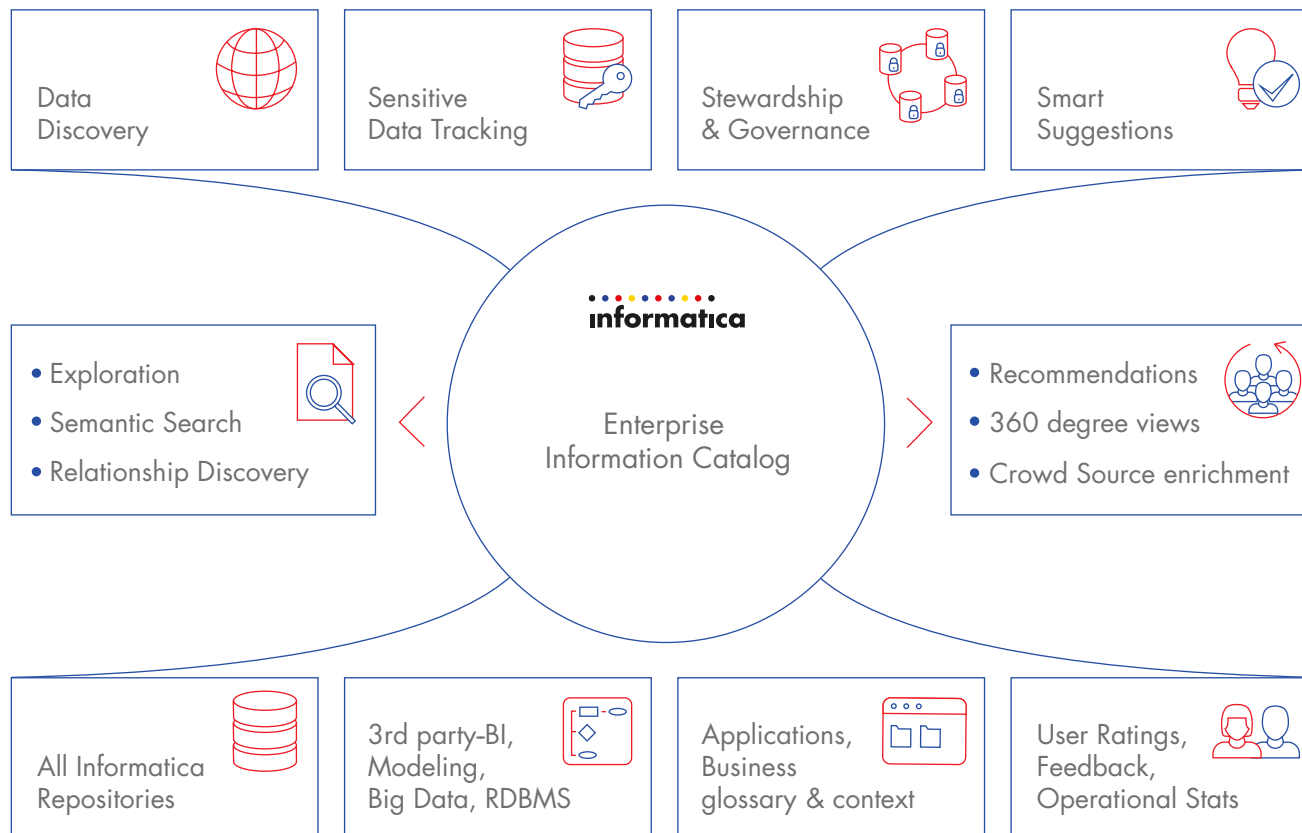 Data
Discovery
Sensitive
Data Tracking
Stewardship
& Governance
Smart
Suggestions
informatica
Enterprise
Information Catalog
• Exploration
• Semantic Search
• Relationship Discovery
• Recommendations
• 360 degree views
• Crowd Source enrichment
All Informatica
Repositories
3rd party-BI,
Modeling,
Big Data, RDBMS
Applications,
Business
glossary & context
User Ratings,
Feedback,
Operational Stats